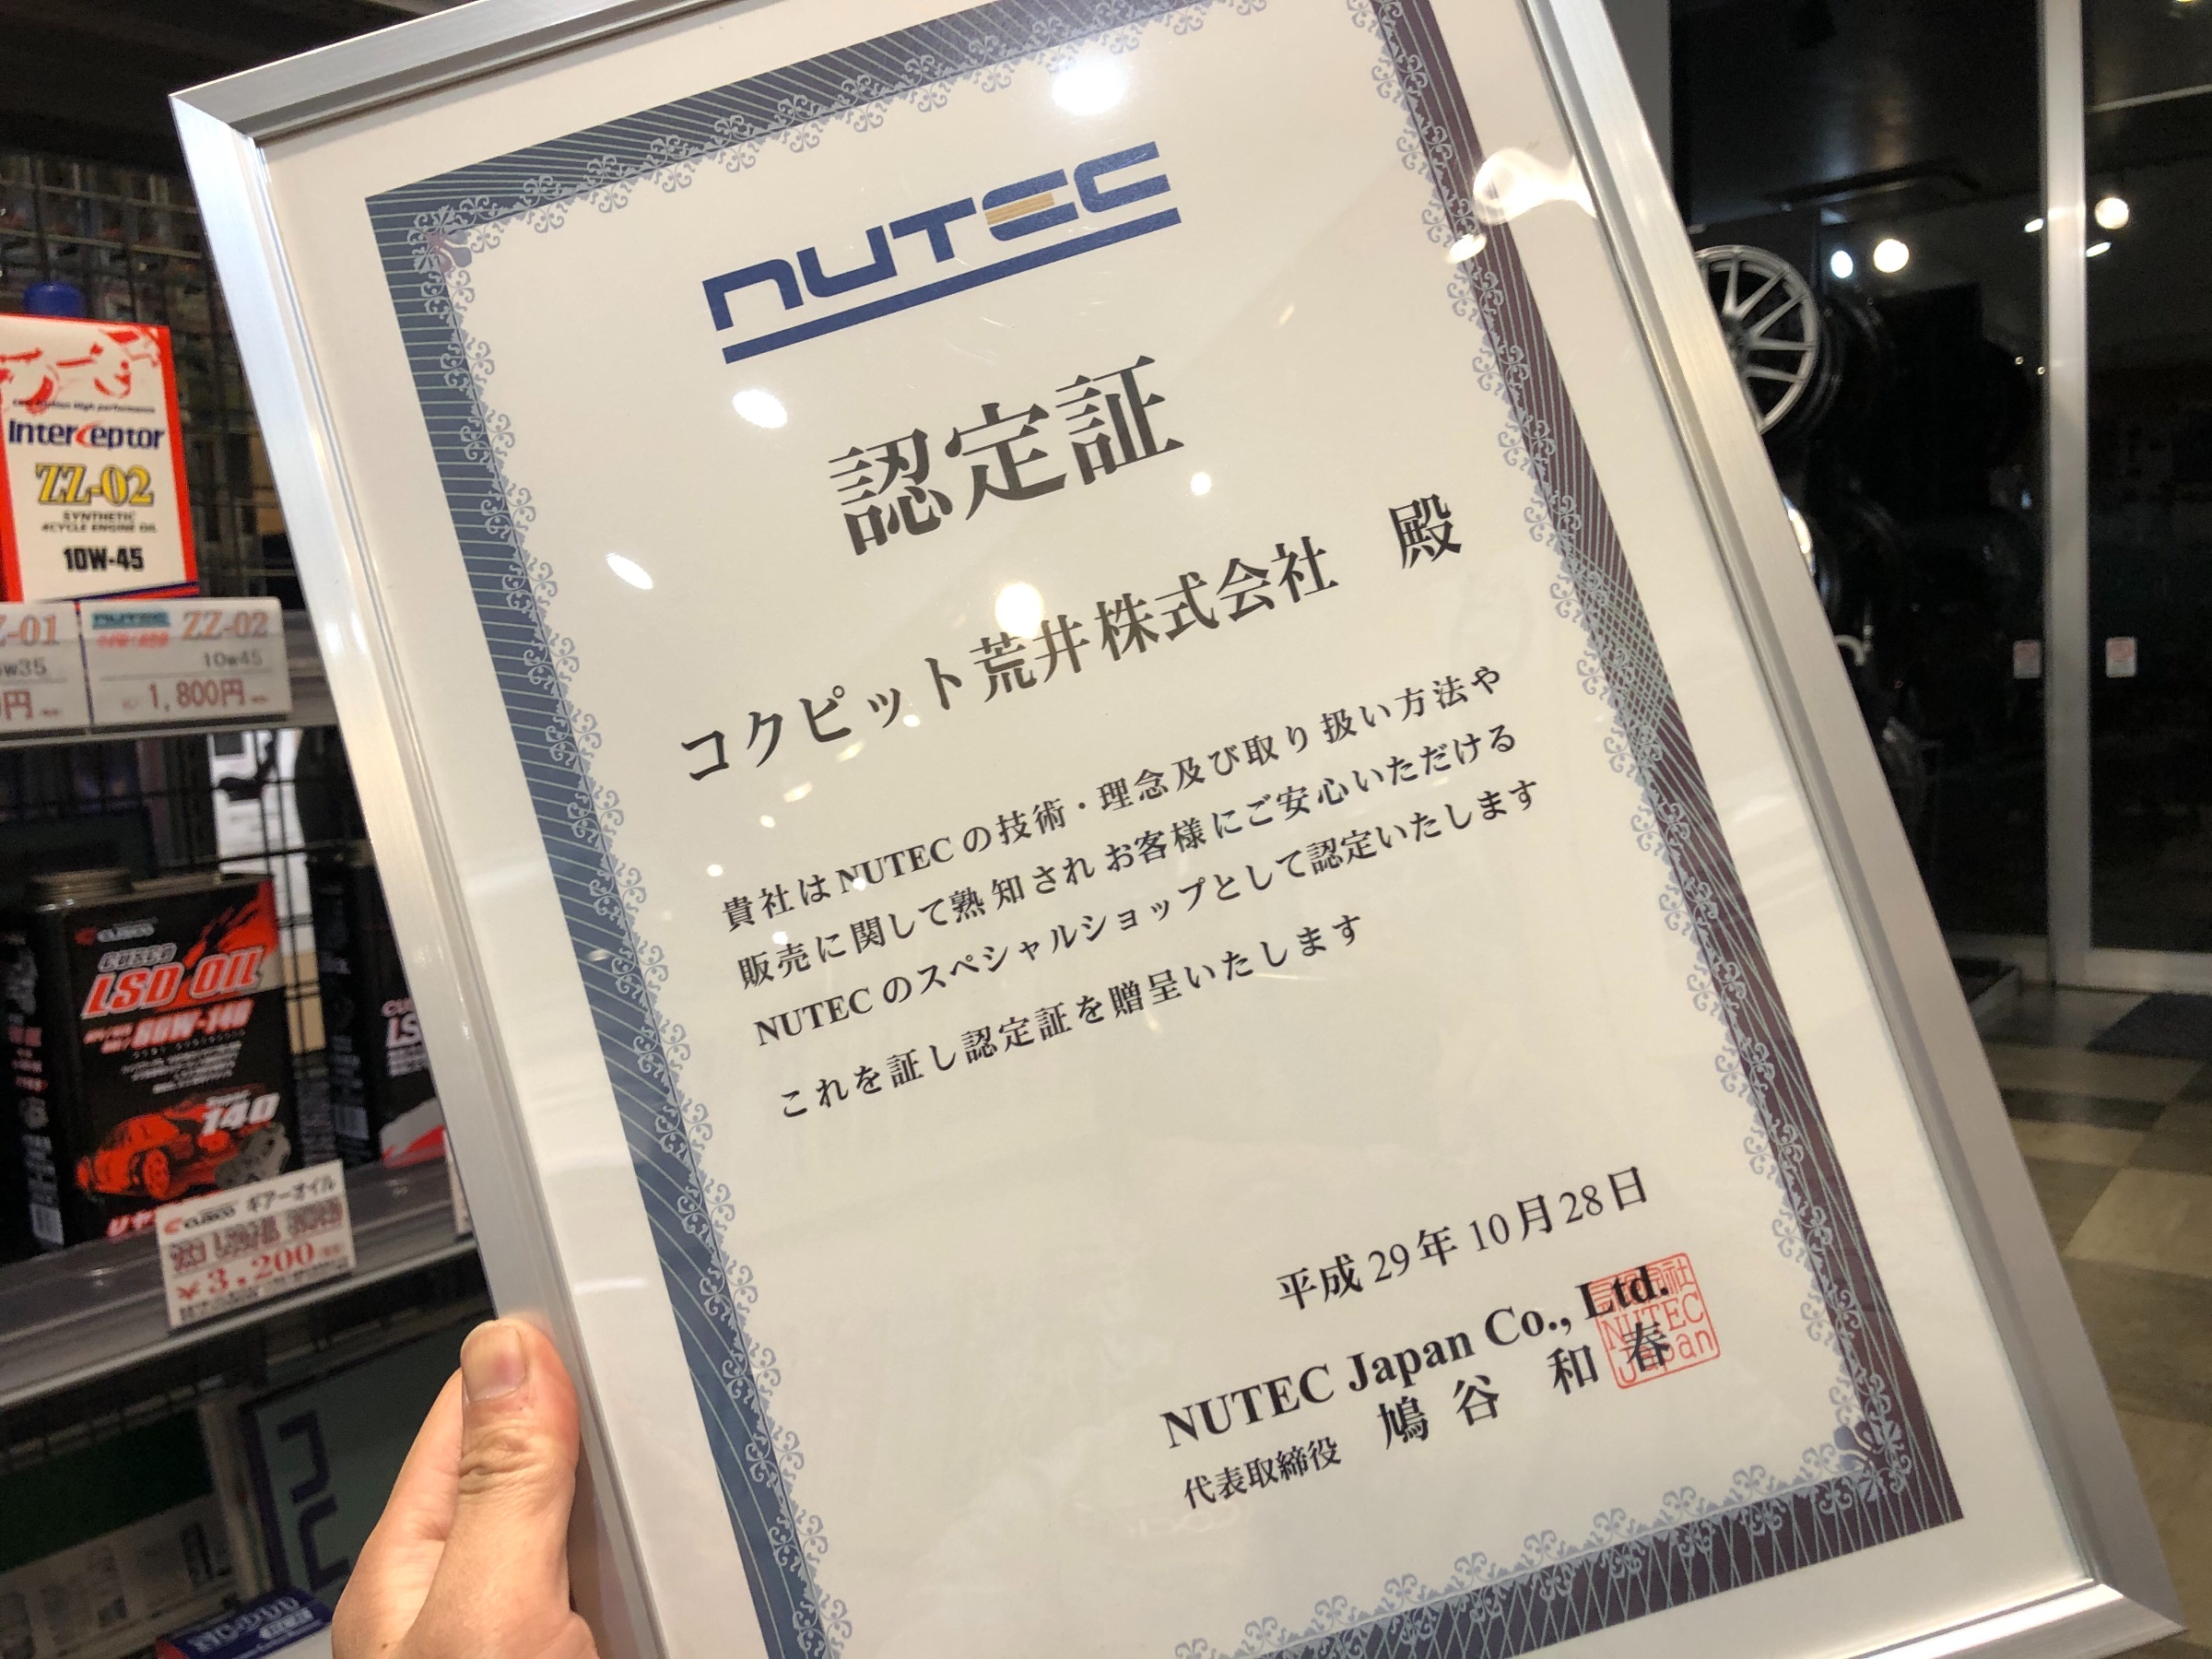 nutec
認定証
コクピット荒井株式会社 殿
貴社はNUTECの技術・理念及び取り扱い方法や
販売に関して熟知されお客様にご安心いただける
NUTECのスペシャルショップとして認定いたします
これを証し認定証を贈呈いたします
平成29年10月28日
NUTEC Japan Co., Ltd.
代表取締役 鳩谷 和春
NUTEC
Japan
Interceptor
ZZ-02
SYNTHETIC
4CYCLE ENGINE OIL
10W-45
ZZ-02
10w45
1,800円
CUSCO
LSD OIL
80W-140
140
CUSCO ギアーオイル
¥3,200